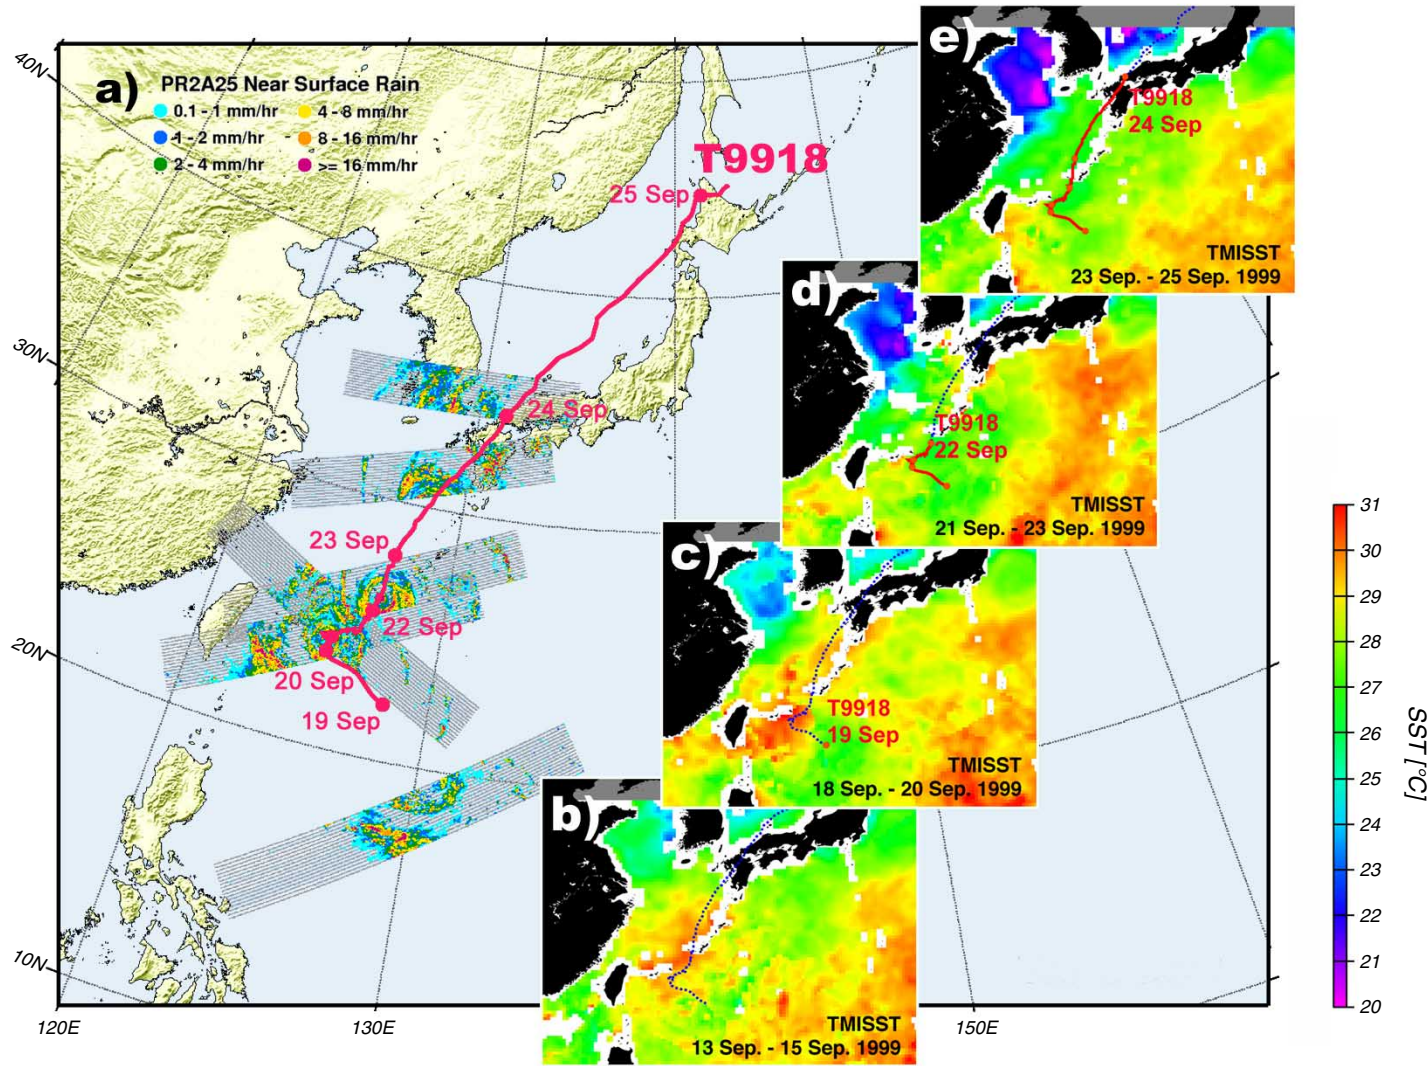 a)
PR2A25 Near Surface Rain
0.1 - 1 mm/hr
4 - 8 mm/hr
1 - 2 mm/hr
8 - 16 mm/hr
2 - 4 mm/hr
>= 16 mm/hr
40N
30N
20N
10N
120E
130E
150E
T9918
25 Sep
24 Sep
23 Sep
22 Sep
20 Sep
19 Sep
e)
T9918
24 Sep
TMISST
23 Sep. - 25 Sep. 1999
d)
T9918
22 Sep
TMISST
21 Sep. - 23 Sep. 1999
c)
T9918
19 Sep
TMISST
18 Sep. - 20 Sep. 1999
b)
TMISST
13 Sep. - 15 Sep. 1999
31
30
29
28
27
26
25
24
23
22
21
20
SST [°C]